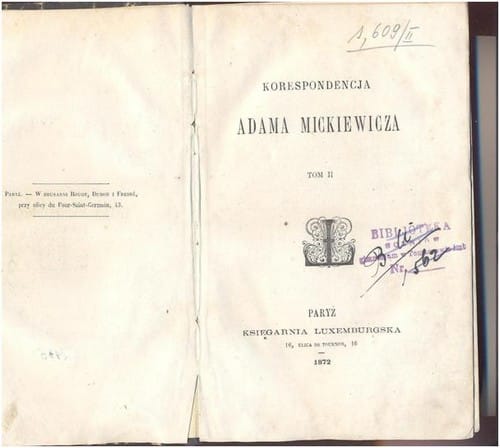 PARYŻ. — W DRUKARNI ROUGE, DUNON I FRESNÉ,
przy ulicy du Four-Saint-Germain, 43.
1,609/II
KORESPONDENCJA
ADAMA MICKIEWICZA
TOM II
BIBLIOTEKA
Nr. 562
PARYŻ
KSIĘGARNIA LUXEMBURGSKA
16, ULICA DE TOURNON, 16
1872